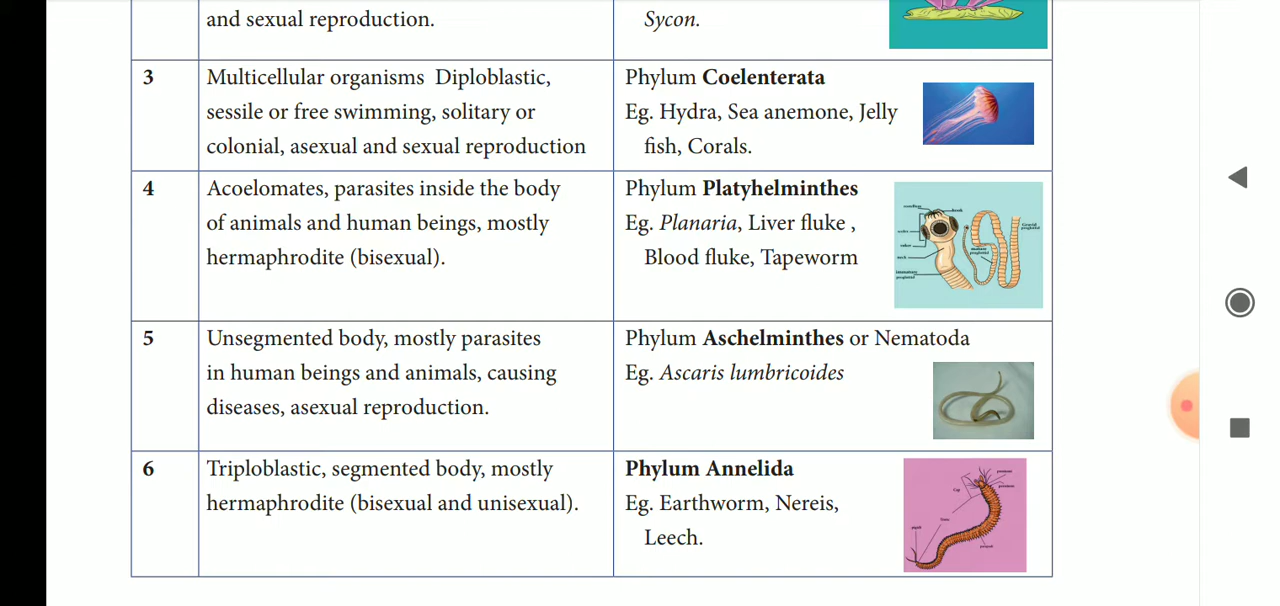 and sexual reproduction.
Sycon.
3
Multicellular organisms Diploblastic,
sessile or free swimming, solitary or
colonial, asexual and sexual reproduction
Phylum Coelenterata
Eg. Hydra, Sea anemone, Jelly
fish, Corals.
4
Acoelomates, parasites inside the body
of animals and human beings, mostly
hermaphrodite (bisexual).
Phylum Platyhelminthes
Eg. Planaria, Liver fluke ,
Blood fluke, Tapeworm
5
Unsegmented body, mostly parasites
in human beings and animals, causing
diseases, asexual reproduction.
Phylum Aschelminthes or Nematoda
Eg. Ascaris lumbricoides
6
Triploblastic, segmented body, mostly
hermaphrodite (bisexual and unisexual).
Phylum Annelida
Eg. Earthworm, Nereis,
Leech.